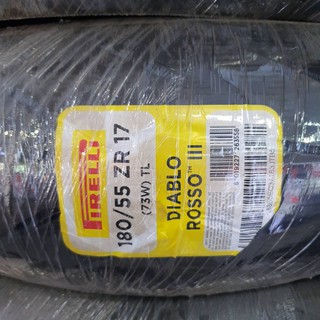 PIRELLI
180/55 ZR 17
(73W) TL
DIABLO
ROSSO™ III